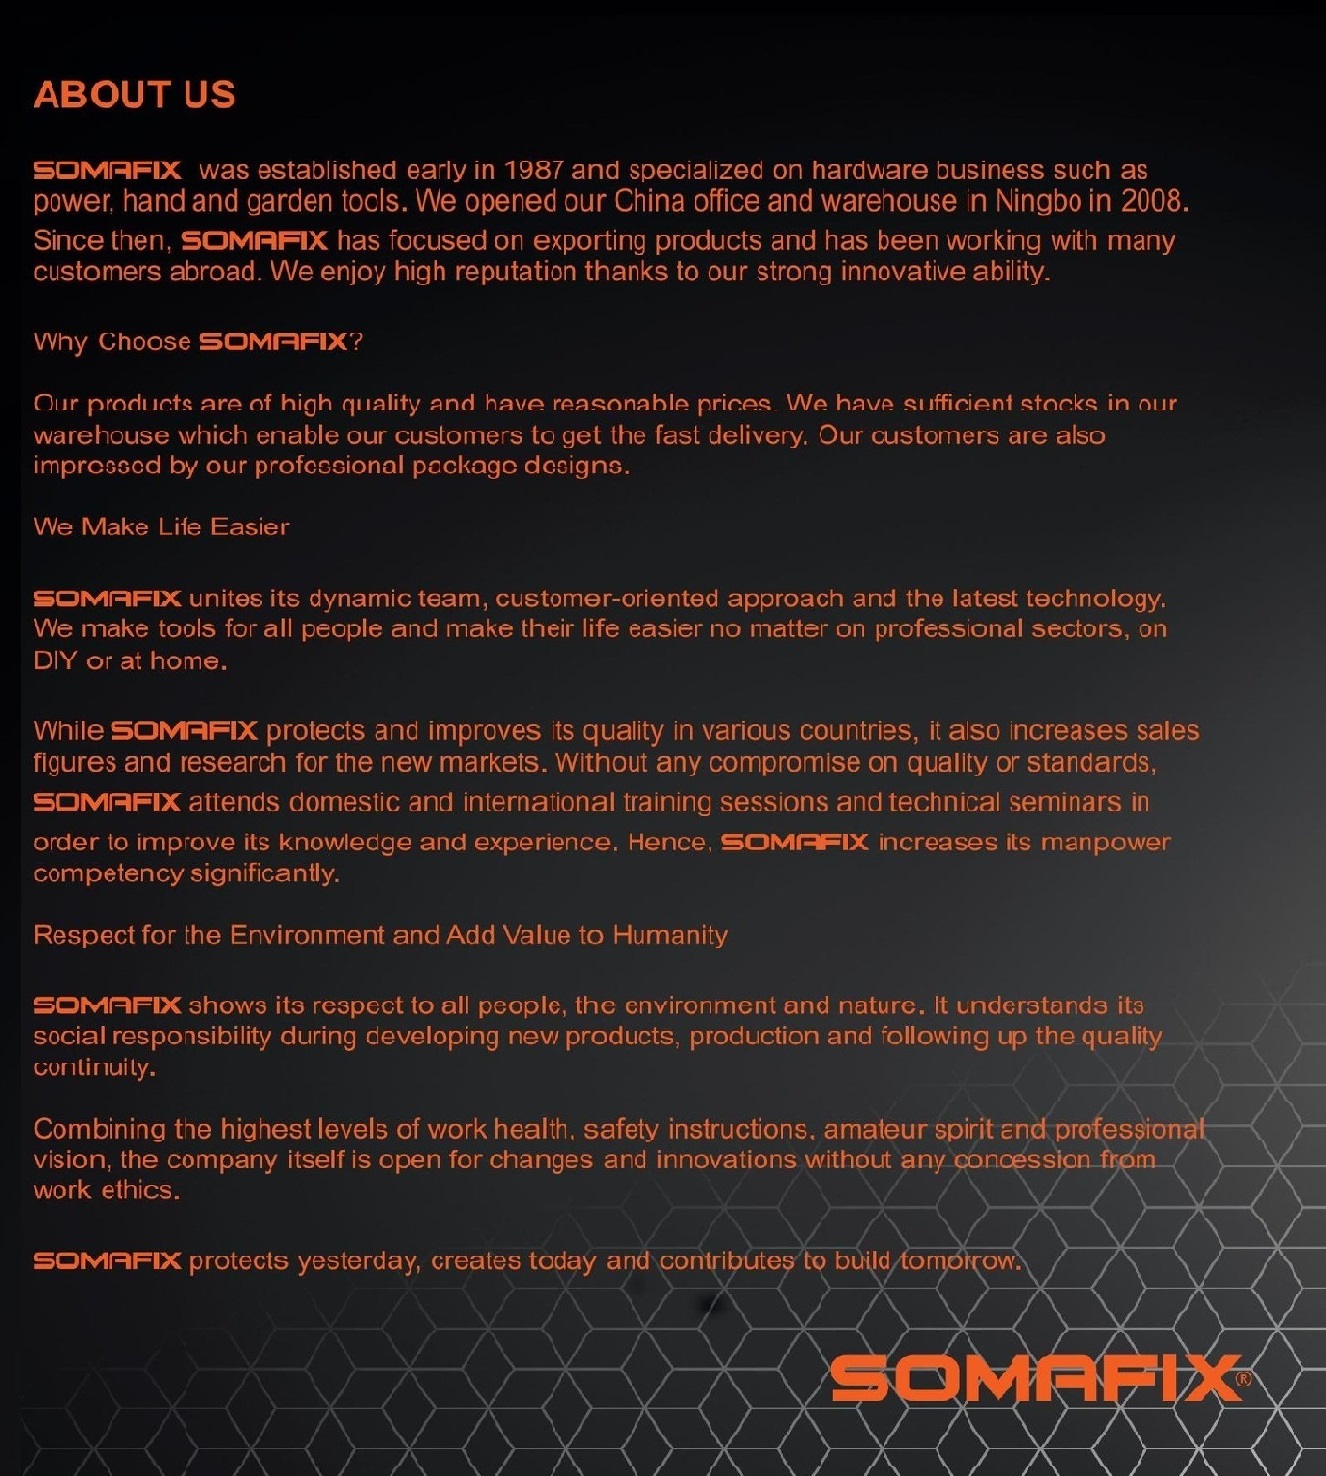 ABOUT US
SOMAFIX was established early in 1987 and specialized on hardware business such as
power, hand and garden tools. We opened our China office and warehouse in Ningbo in 2008.
Since then, SOMAFIX has focused on exporting products and has been working with many
customers abroad. We enjoy high reputation thanks to our strong innovative ability.
Why Choose SOMAFIX?
Our products are of high quality and have reasonable prices. We have sufficient stocks in our
warehouse which enable our customers to get the fast delivery. Our customers are also
impressed by our professional package designs.
We Make Life Easier
SOMAFIX unites its dynamic team, customer-oriented approach and the latest technology.
We make tools for all people and make their life easier no matter on professional sectors, on
DIY or at home.
While SOMAFIX protects and improves its quality in various countries, it also increases sales
figures and research for the new markets. Without any compromise on quality or standards,
SOMAFIX attends domestic and international training sessions and technical seminars in
order to improve its knowledge and experience. Hence, SOMAFIX increases its manpower
competency significantly.
Respect for the Environment and Add Value to Humanity
SOMAFIX shows its respect to all people, the environment and nature. It understands its
social responsibility during developing new products, production and following up the quality
continuity.
Combining the highest levels of work health, safety instructions, amateur spirit and professional
vision, the company itself is open for changes and innovations without any concession from
work ethics.
SOMAFIX protects yesterday, creates today and contributes to build tomorrow.
SOMAFIX®